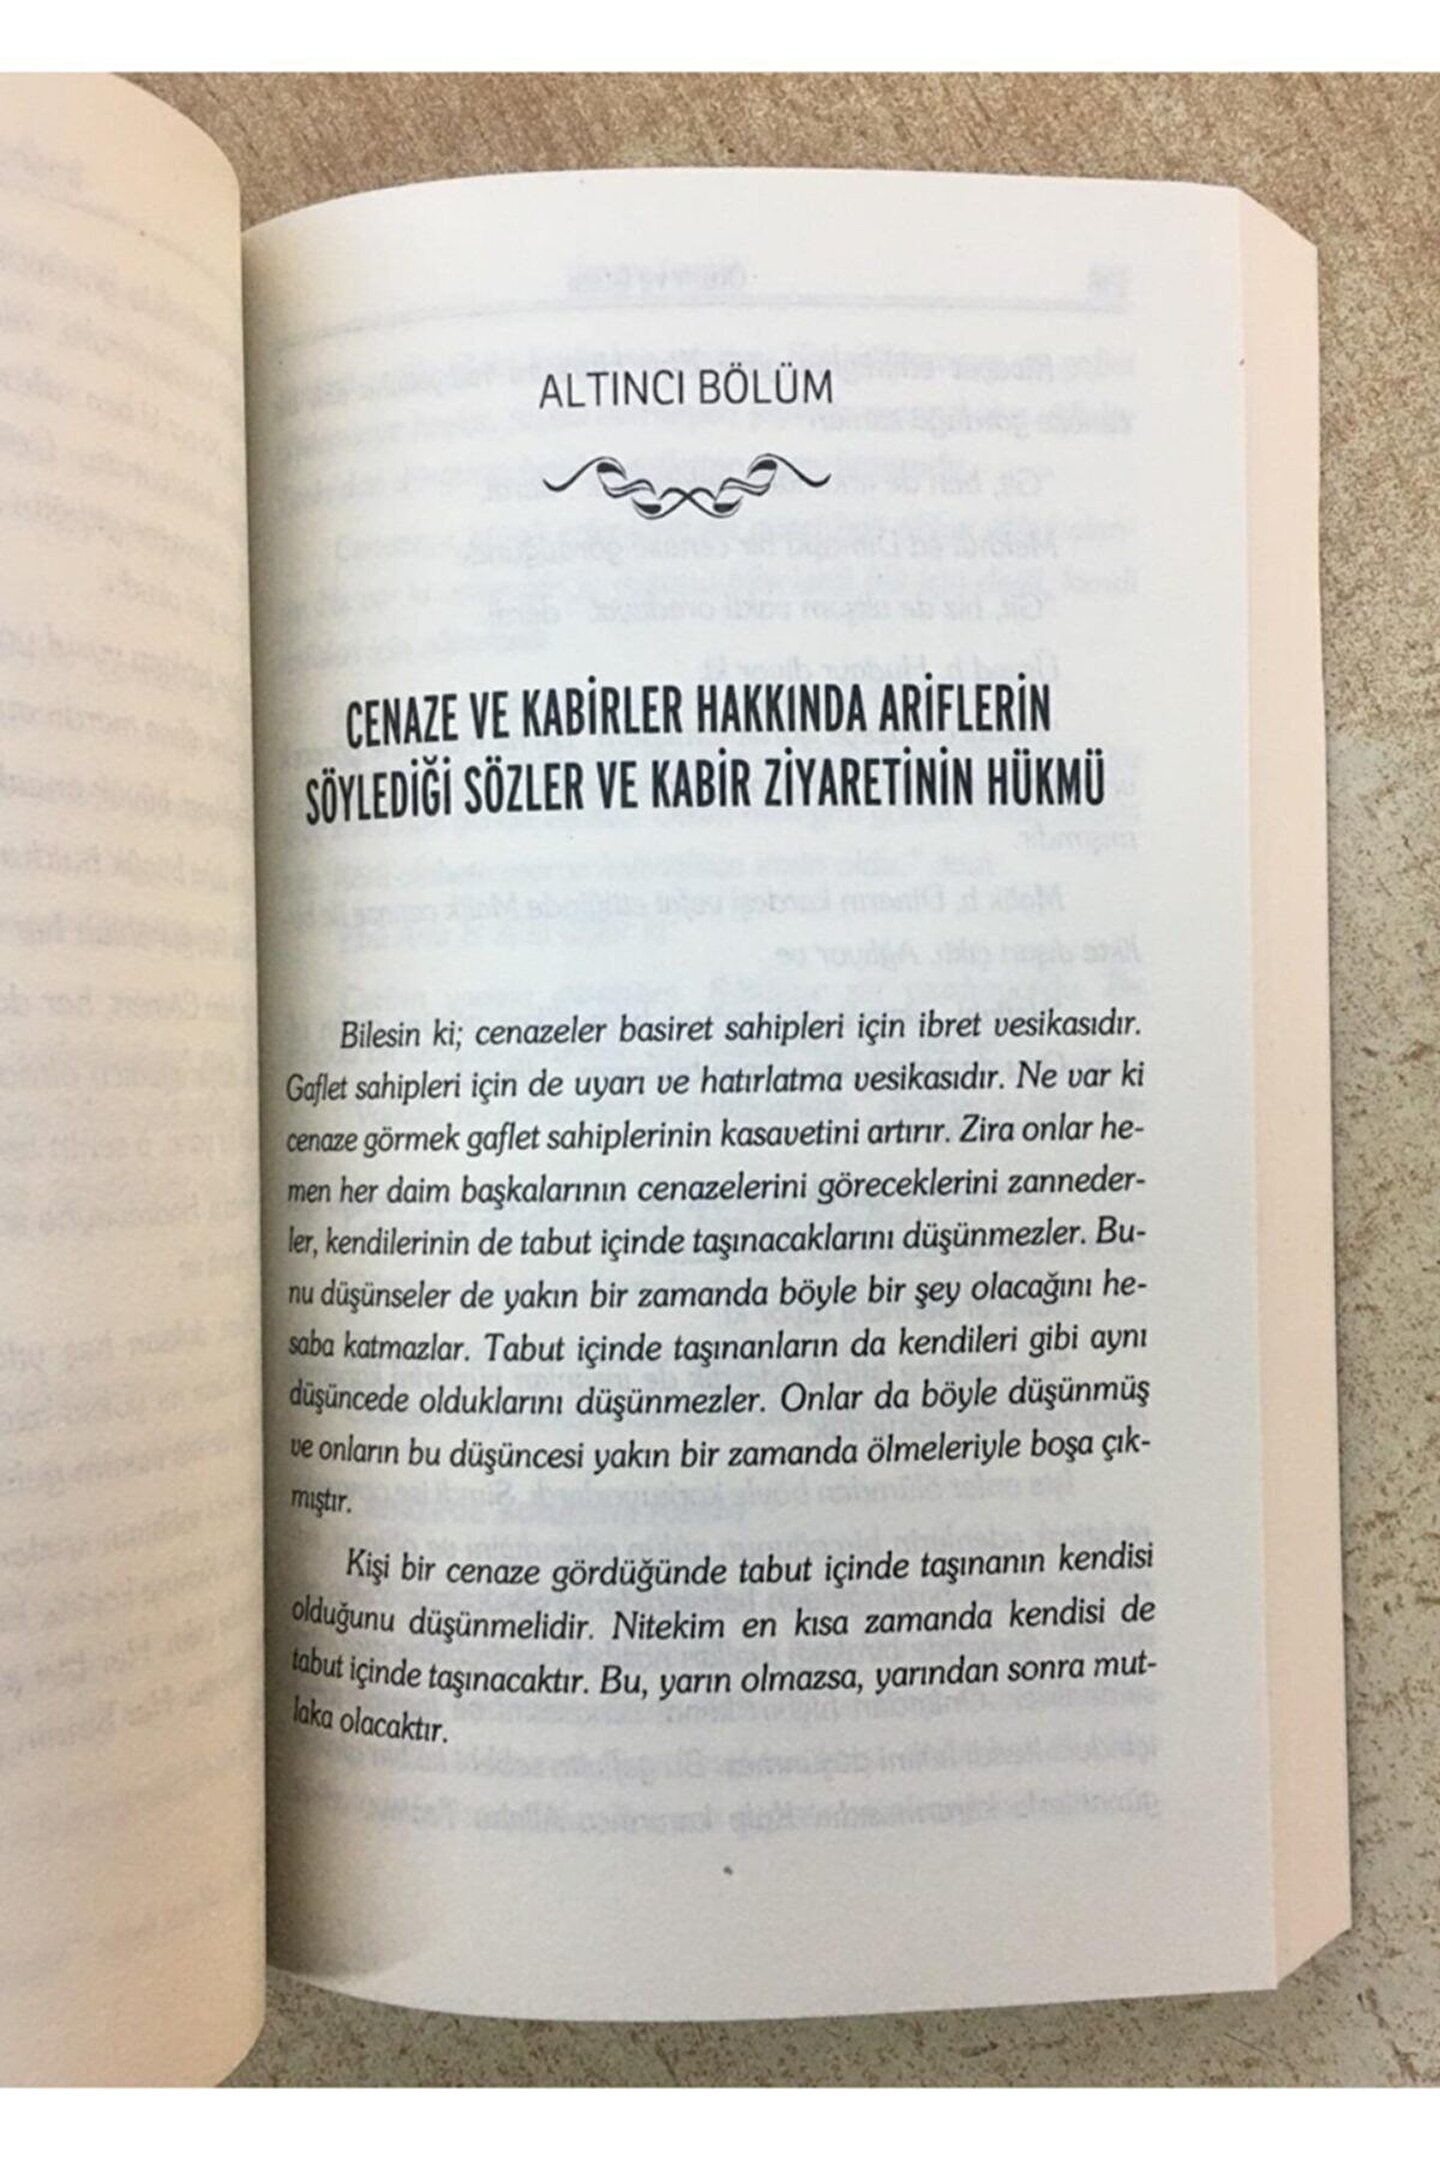 ALTINCI BÖLÜM
CENAZE VE KABİRLER HAKKINDA ARİFLERİN
SÖYLEDİĞİ SÖZLER VE KABİR ZİYARETİNİN HÜKMÜ
Bilesin ki; cenazeler basiret sahipleri için ibret vesikasıdır.
Gaflet sahipleri için de uyarı ve hatırlatma vesikasıdır. Ne var ki
cenaze görmek gaflet sahiplerinin kasavetini artırır. Zira onlar he-
men her daim başkalarının cenazelerini göreceklerini zanneder-
ler, kendilerinin de tabut içinde taşınacaklarını düşünmezler. Bu-
nu düşünseler de yakın bir zamanda böyle bir şey olacağını he-
saba katmazlar. Tabut içinde taşınanların da kendileri gibi aynı
düşüncede olduklarını düşünmezler. Onlar da böyle düşünmüş
ve onların bu düşüncesi yakın bir zamanda ölmeleriyle boşa çık-
mıştır.
Kişi bir cenaze gördüğünde tabut içinde taşınanın kendisi
olduğunu düşünmelidir. Nitekim en kısa zamanda kendisi de
tabut içinde taşınacaktır. Bu, yarın olmazsa, yarından sonra mut-
laka olacaktır.